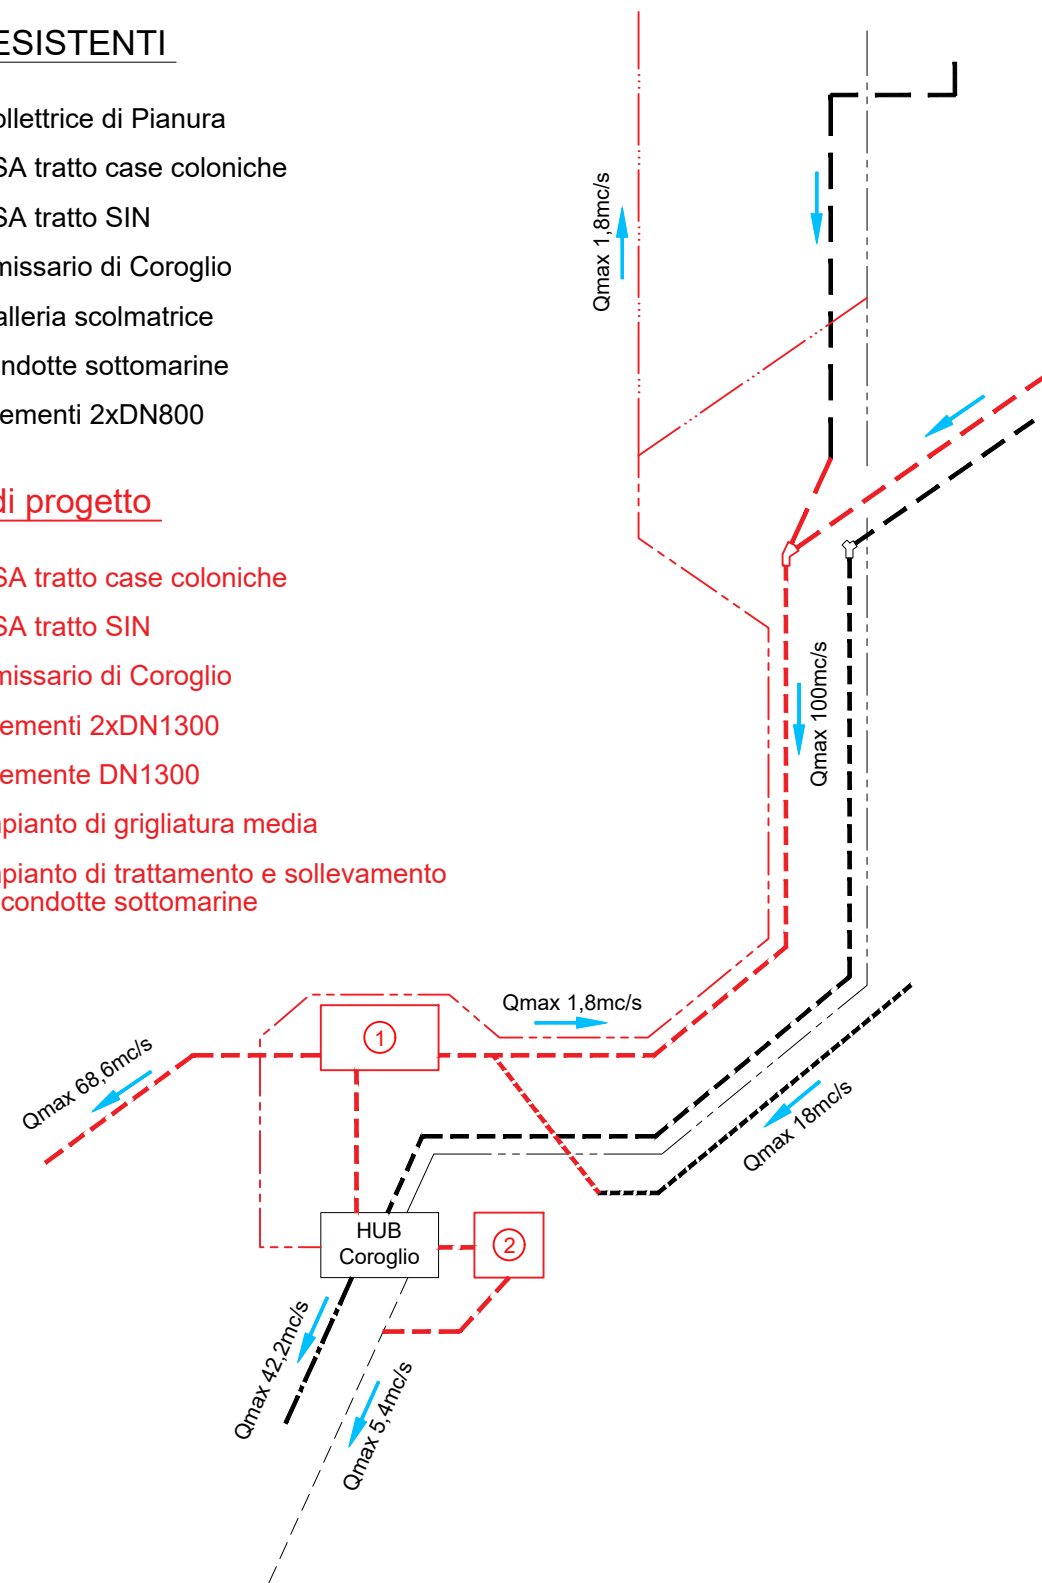 ESISTENTI
ollettrice di Pianura
SA tratto case coloniche
SA tratto SIN
missario di Coroglio
alleria scolmatrice
ondotte sottomarine
ementi 2xDN800
di progetto
SA tratto case coloniche
SA tratto SIN
missario di Coroglio
ementi 2xDN1300
emente DN1300
npianto di grigliatura media
npianto di trattamento e sollevamento
condotte sottomarine
Qmax 1,8mc/s
Qmax 100mc/s
Qmax 1,8mc/s
1
Qmax 68,6mc/s
Qmax 18mc/s
HUB
Coroglio
2
Qmax 42,2mc/s
Qmax 5,4mc/s